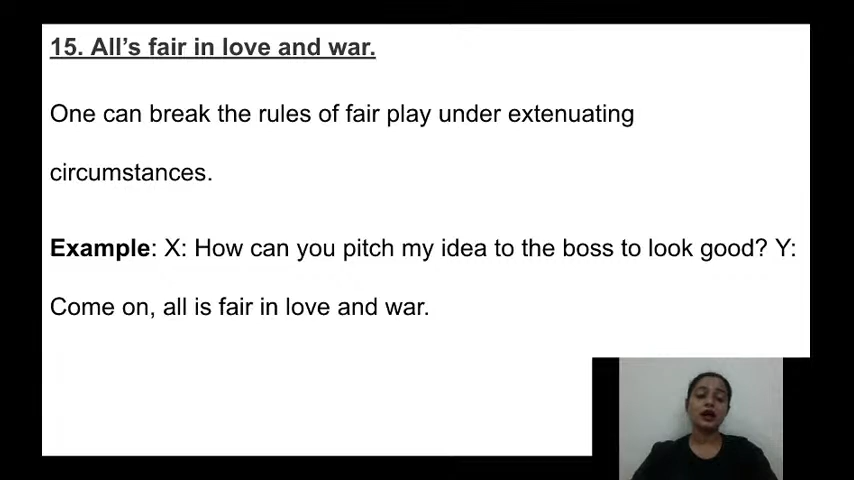 15. All’s fair in love and war.
One can break the rules of fair play under extenuating
circumstances.
Example: X: How can you pitch my idea to the boss to look good? Y:
Come on, all is fair in love and war.